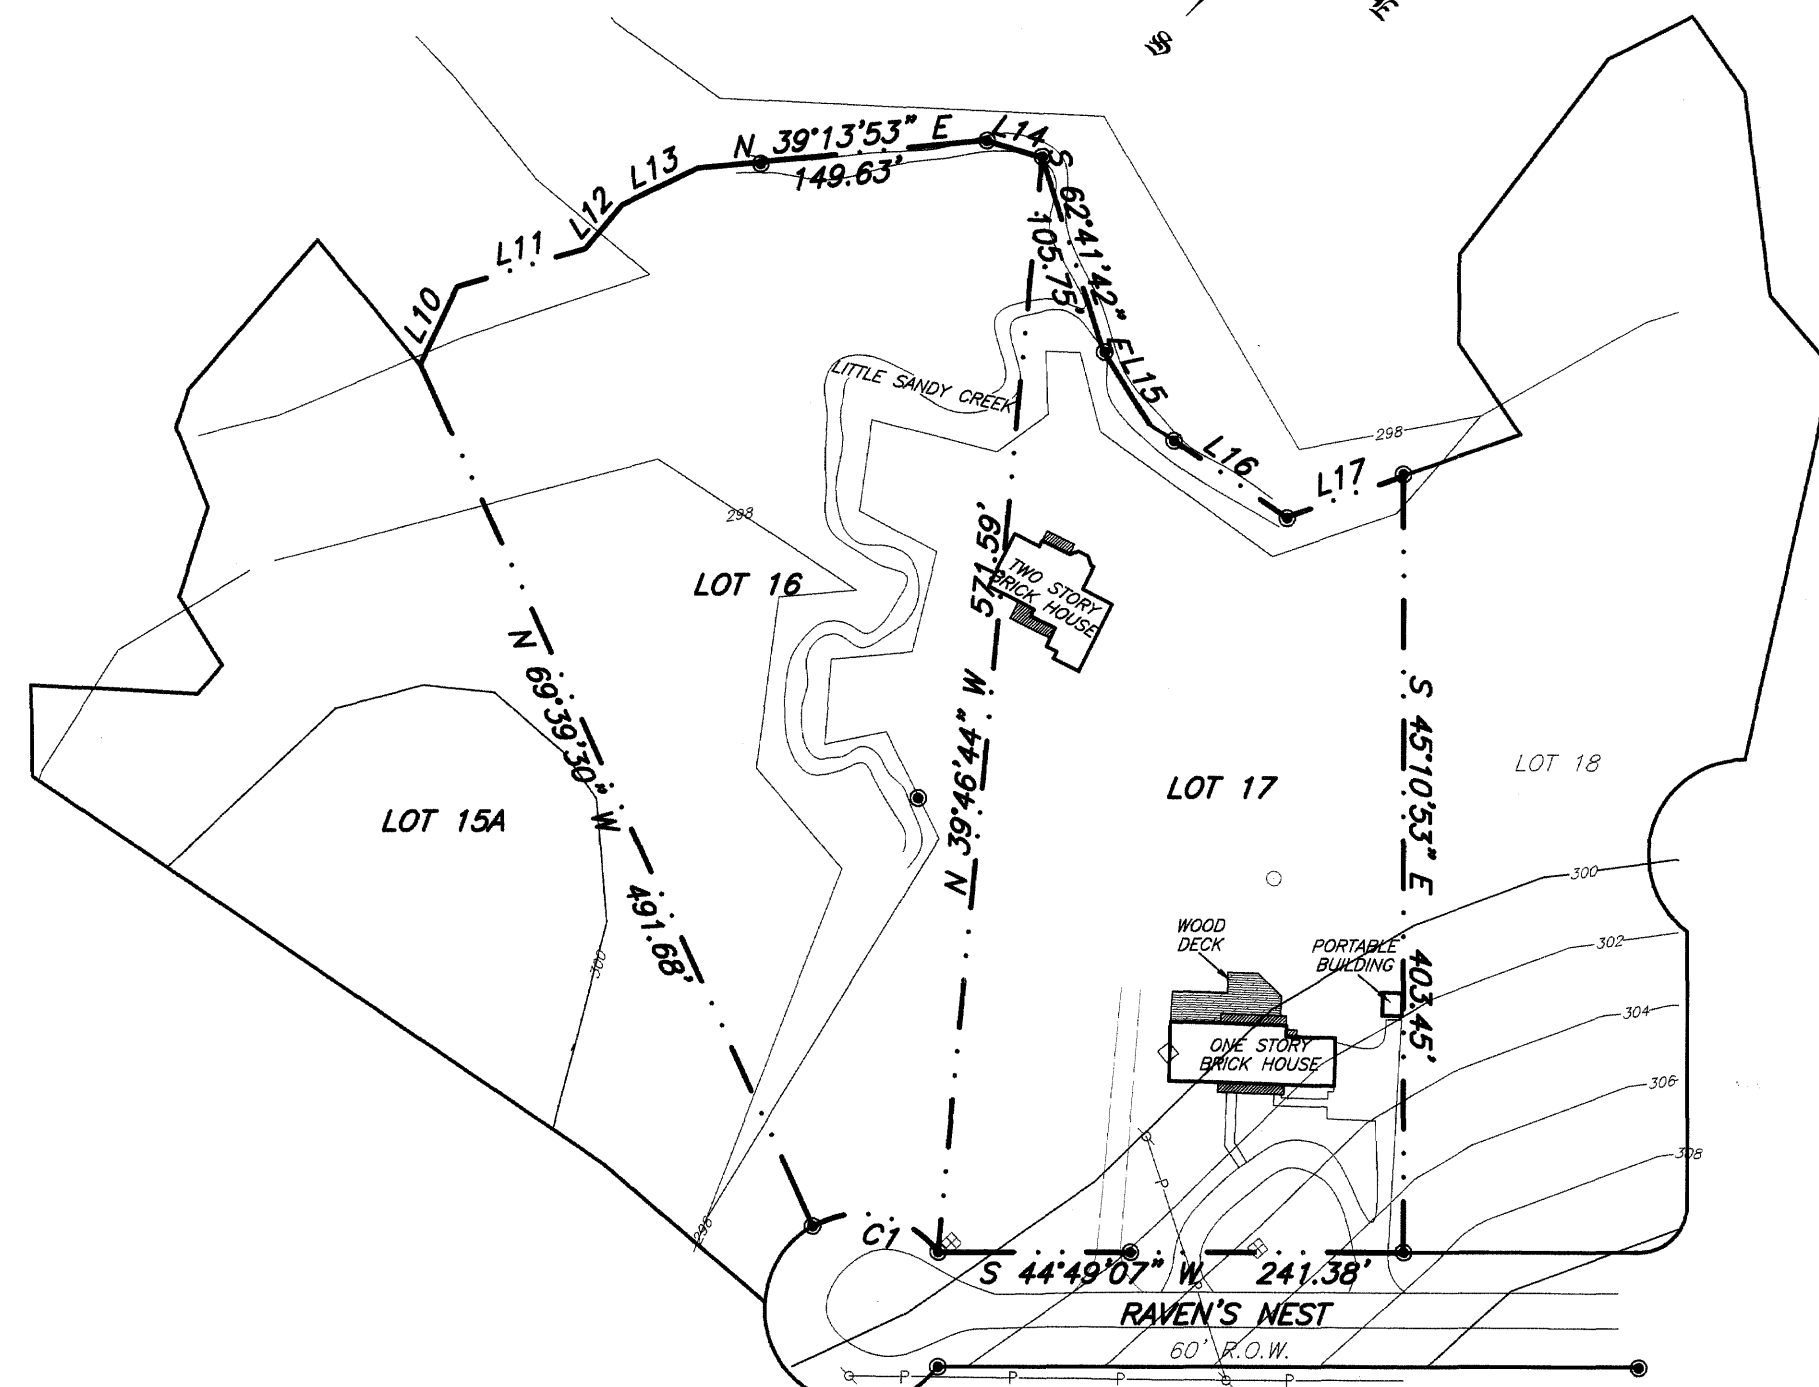 S
E
L14
N 39°13'53" E
149.63'
L13
L12
L11
L10
S 62°41'42" E
105.75'
L15
L16
L17
LITTLE SANDY CREEK
298
298
571.59'
N 39°46'44" W
TWO STORY
BRICK HOUSE
LOT 16
N 69°39'30" W
491.68'
LOT 15A
LOT 17
LOT 18
S 45°10'53" E
403.45'
300
300
302
304
306
308
298
WOOD
DECK
PORTABLE
BUILDING
ONE STORY
BRICK HOUSE
P
C1
S 44°49'07" W 241.38'
P
RAVEN'S NEST
60' R.O.W.
P P P P